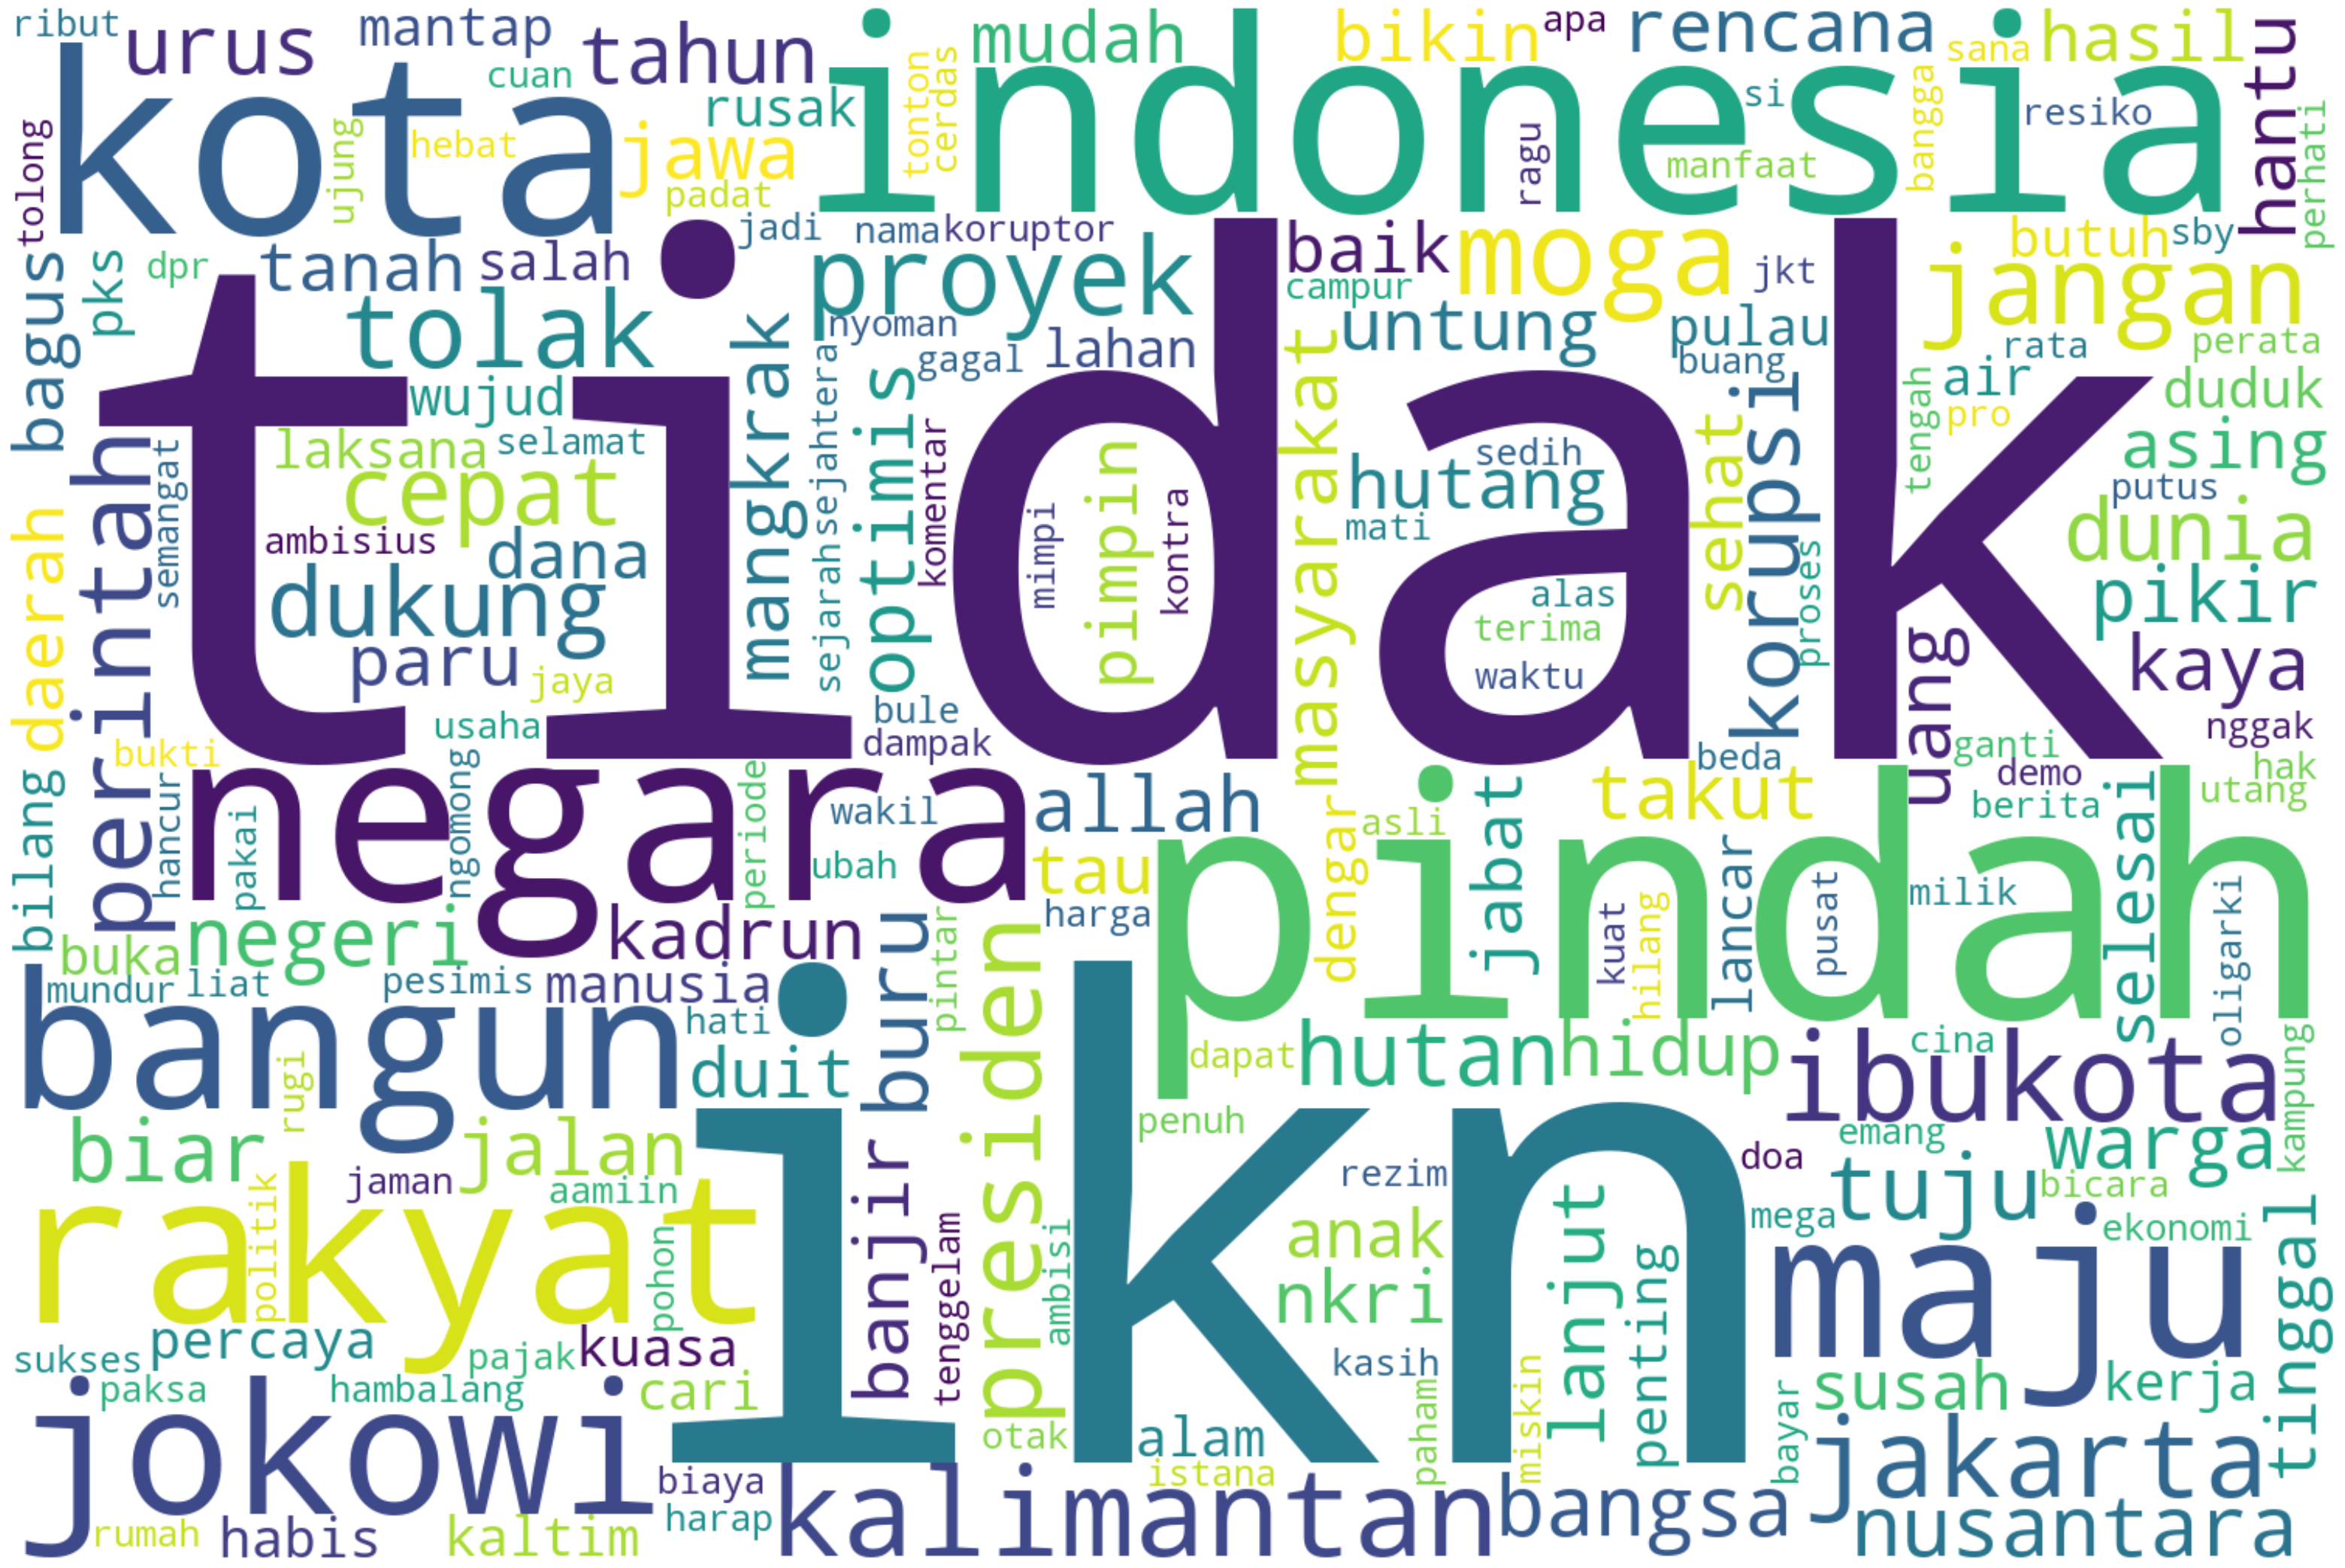 ribut
urus
mantap
cuan
tahun
indonesia
mudah
bikin
apa
rencana
sana
hasil
hantu
kota
tolong
ujung
hebat
rusak
jawa
padat
tonton
cerdas
ragu
si
manfaat
bangga
resiko
perhati
bagus
pks
dpr
tanah
salah
tidak
jadi
nama
koruptor
proyek
baik
campur
moga
jkt
butuh
sby
jangan
tolak
nyoman
gagal
lahan
untung
pulau
buang
rata
perata
air
duduk
wujud
mangkrak
sejahtera
sejarah
optimis
komentar
masyarakat
hutang
sedih
mati
sehat
korupsi
proses
tengah
pro
asing
putus
dunia
pikir
perintah
semangat
laksana
selamat
cepat
ambisius
dana
dukung
paru
jaya
mimpi
pimpin
kontra
alas
terima
waktu
uang
kaya
nggak
daerah
bukti
usaha
bule
dampak
beda
ganti
demo
hak
berita
utang
bilang
hancur
negara
pakai
ngomong
periode
wakil
ubah
allah
tau
dengar
asli
jabat
takut
pindah
lancar
pusat
milik
selesai
oligarki
kuat
hilang
buka
negeri
kadrun
buru
pintar
presiden
harga
mundur
liat
pesimis
manusia
bangun
hati
duit
ikn
dapat
hutan
hidup
cina
ibukota
kampung
rugi
biar
jalan
jaman
aamiin
banjir
tenggelam
ambisi
penuh
rezim
doa
emang
warga
rakyat
politik
pohon
anak
nkri
lanjut
penting
mega
tuju
bicara
ekonomi
maju
tinggal
sukses
percaya
pajak
kuasa
kasih
paham
miskin
bayar
susah
kerja
paksa
hambalang
cari
otak
alam
istana
jokowi
biaya
harap
kalimantan
bangsa
jakarta
nusantara
rumah
habis
kaltim